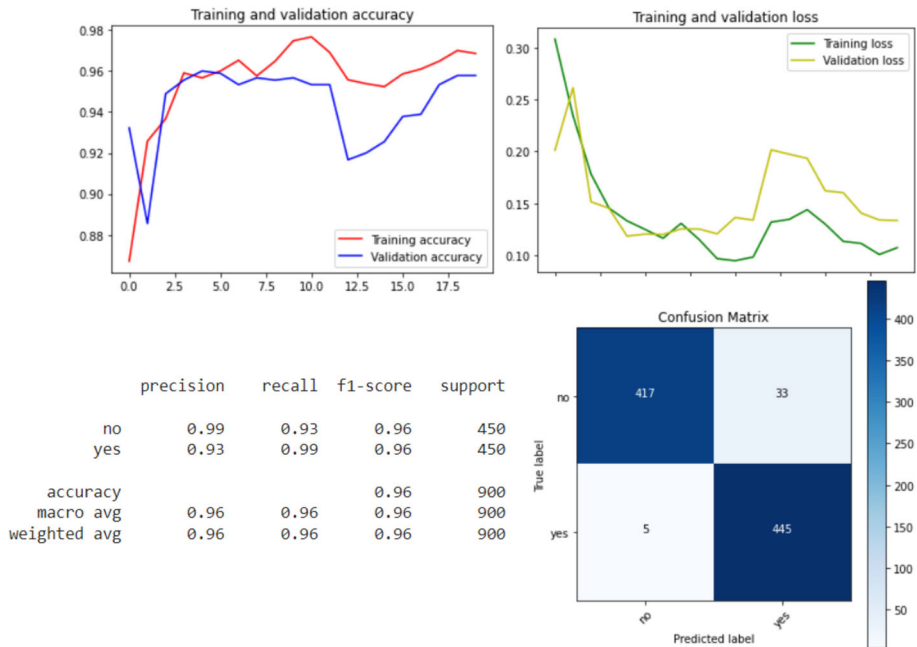 Training and validation accuracy
0.98
0.96
0.94
0.92
0.90
0.88
Training accuracy
Validation accuracy
0.0 2.5 5.0 7.5 10.0 12.5 15.0 17.5
Training and validation loss
0.30
0.25
0.20
0.15
0.10
Training loss
Validation loss
precision recall f1-score support
no 0.99 0.93 0.96 450
yes 0.93 0.99 0.96 450
accuracy 0.96 900
macro avg 0.96 0.96 0.96 900
weighted avg 0.96 0.96 0.96 900
Confusion Matrix
True label
no 417 33
yes 5 445
no yes
Predicted label
400
350
300
250
200
150
100
50